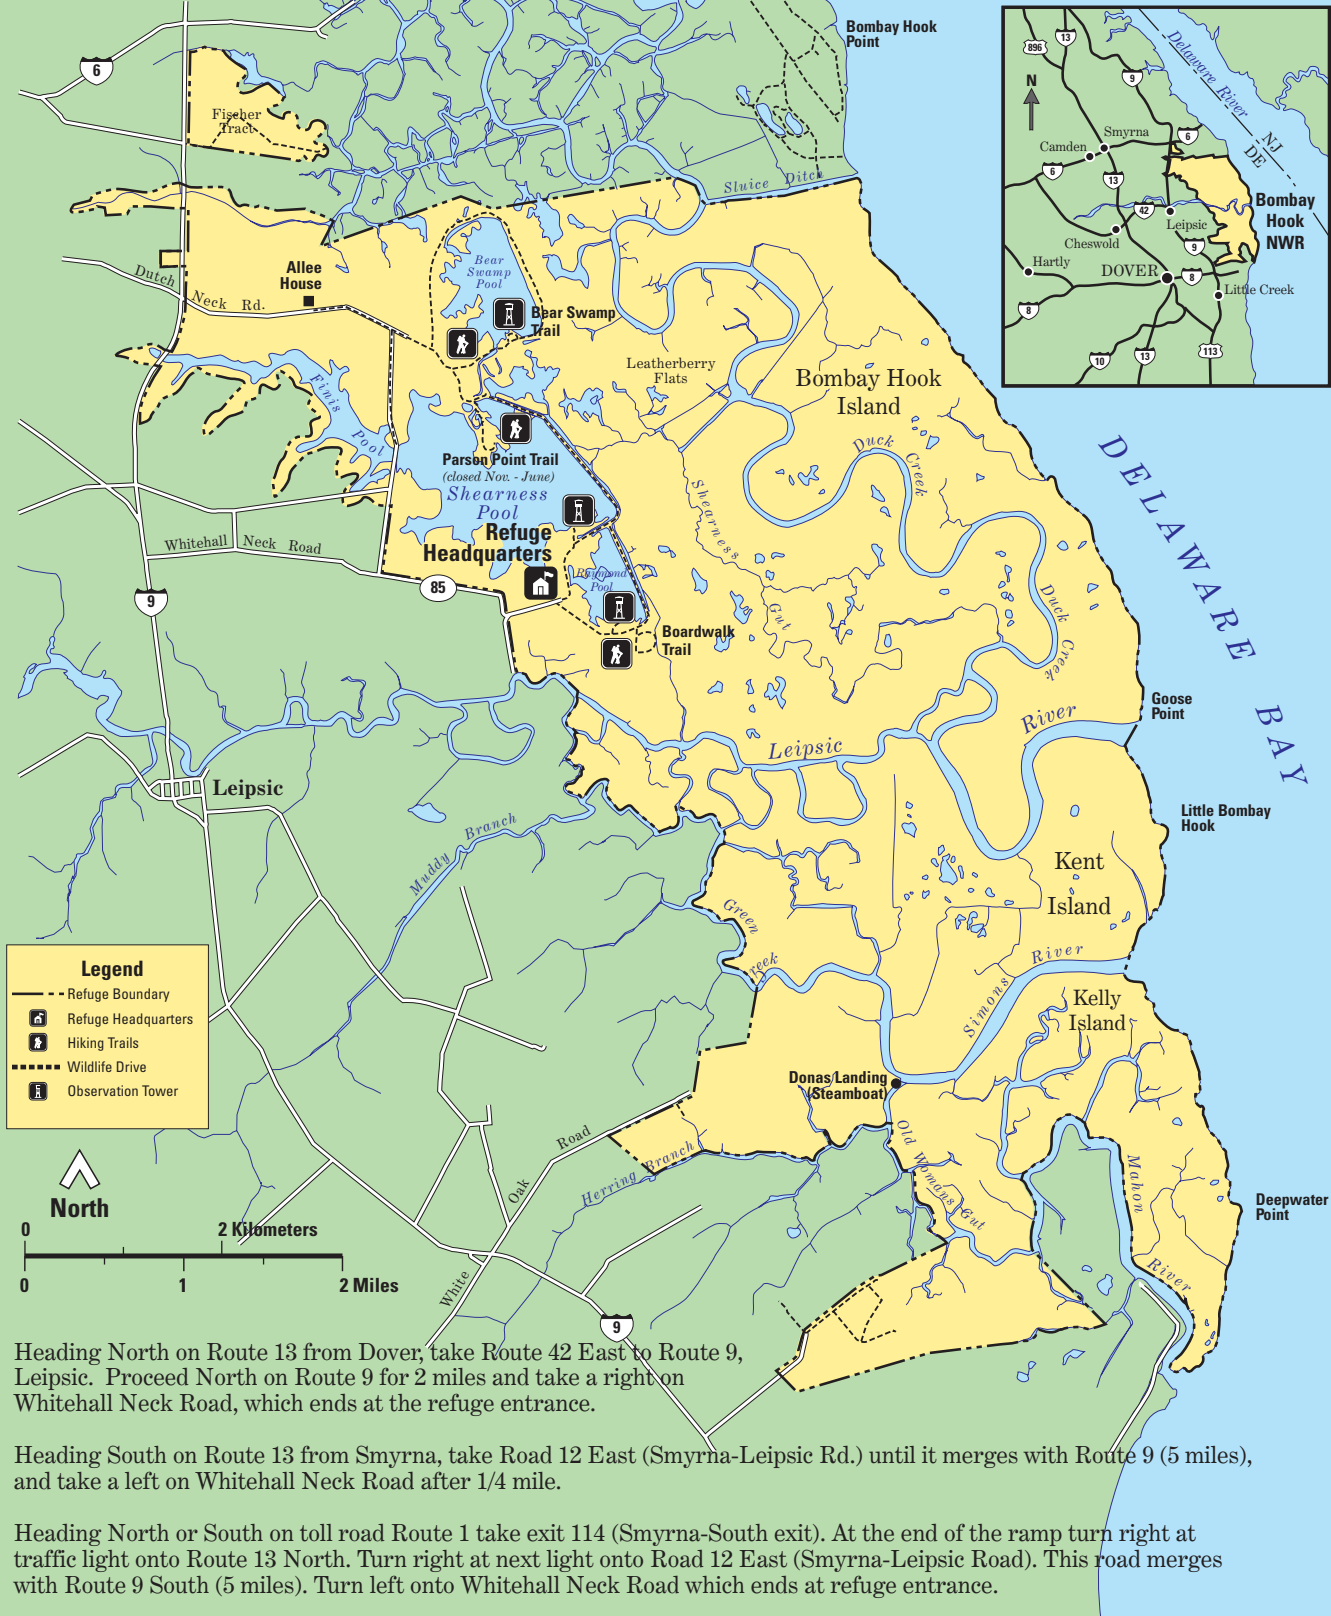 Bombay Hook
Point
6
Fischer
Tract
Sluice Ditch
896
13
9
Delaware River
N
Smyrna
6
NJ
DE
Camden
6
13
Bombay
Hook
NWR
42
Leipsic
Cheswold
9
Hartly
DOVER
8
Little Creek
8
10
13
113
Allee
House
Dutch Neck Rd.
Bear
Swamp
Pool
Bear Swamp
Trail
Leatherberry
Flats
Bombay Hook
Island
Finis Pool
Duck Creek
Parson Point Trail
(closed Nov. - June)
Shearness
Pool
Shearness Gut
Refuge
Headquarters
Raymond
Pool
Whitehall Neck Road
85
9
Boardwalk
Trail
Duck Creek
DELAWARE BAY
Goose
Point
River
Leipsic
Leipsic
Little Bombay
Hook
Muddy Branch
Kent
Island
Green Creek
River
Simons
Kelly
Island
Legend
Refuge Boundary
Refuge Headquarters
Hiking Trails
Wildlife Drive
Observation Tower
Donas Landing
(Steamboat)
Old Womans Gut
Mahon River
Deepwater
Point
White Oak Road
Herring Branch
9
North
0
2 Kilometers
0
1
2 Miles
Heading North on Route 13 from Dover, take Route 42 East to Route 9,
Leipsic. Proceed North on Route 9 for 2 miles and take a right on
Whitehall Neck Road, which ends at the refuge entrance.
Heading South on Route 13 from Smyrna, take Road 12 East (Smyrna-Leipsic Rd.) until it merges with Route 9 (5 miles),
and take a left on Whitehall Neck Road after 1/4 mile.
Heading North or South on toll road Route 1 take exit 114 (Smyrna-South exit). At the end of the ramp turn right at
traffic light onto Route 13 North. Turn right at next light onto Road 12 East (Smyrna-Leipsic Road). This road merges
with Route 9 South (5 miles). Turn left onto Whitehall Neck Road which ends at refuge entrance.